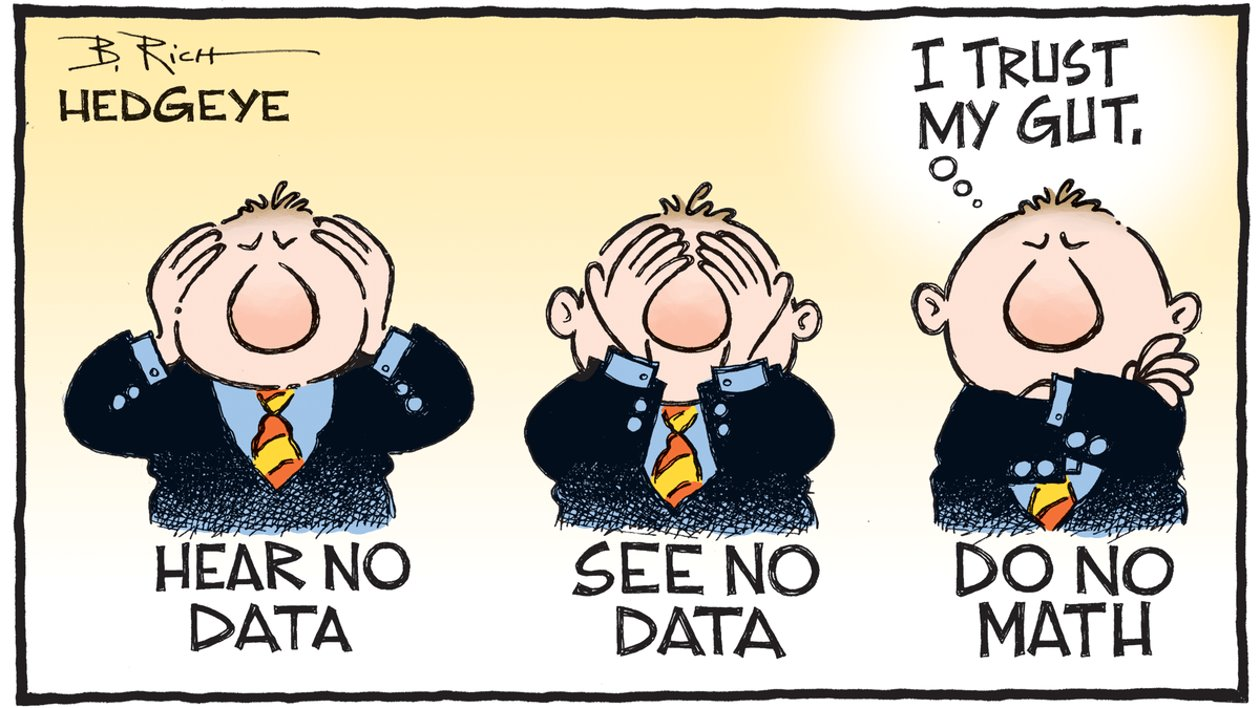 B. RICH
HEDGEYE
I TRUST
MY GUT.
HEAR NO
DATA
SEE NO
DATA
DO NO
MATH